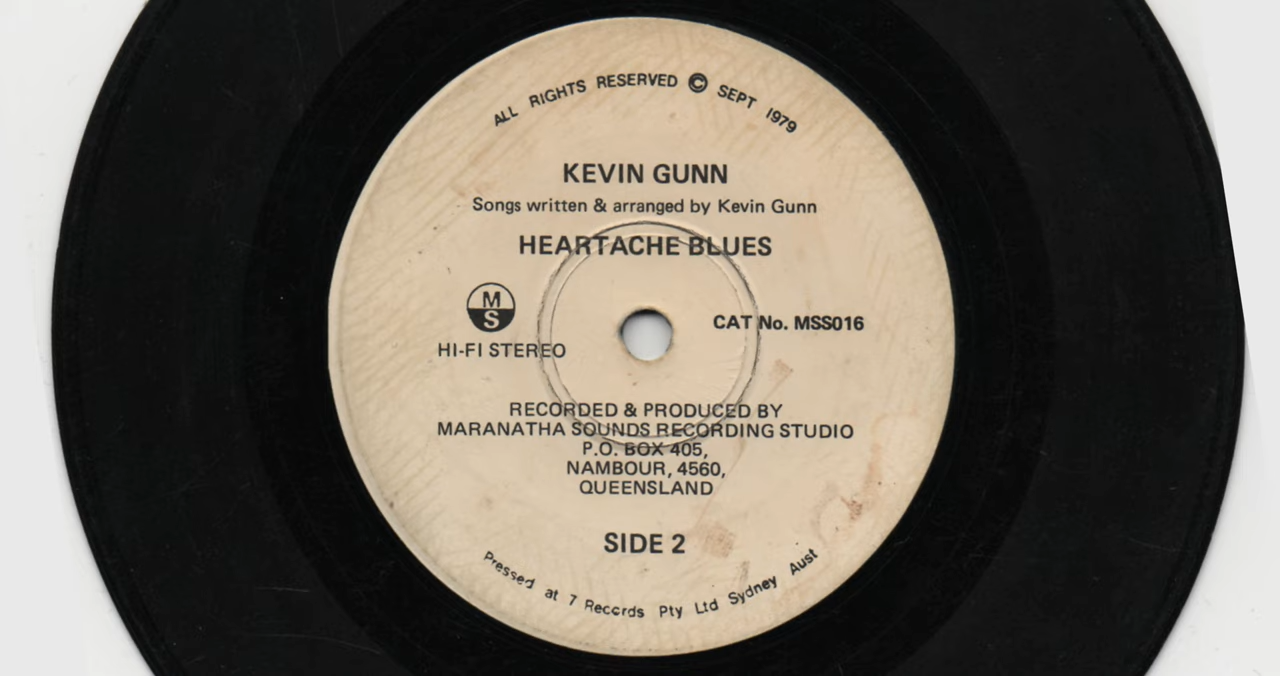 ALL RIGHTS RESERVED © SEPT 1979
KEVIN GUNN
Songs written & arranged by Kevin Gunn
HEARTACHE BLUES
M
S
HI-FI STEREO
CAT No. MSS016
RECORDED & PRODUCED BY
MARANATHA SOUNDS RECORDING STUDIO
P.O. BOX 405,
NAMBOUR, 4560,
QUEENSLAND
SIDE 2
Pressed at 7 Records Pty Ltd Sydney Aust